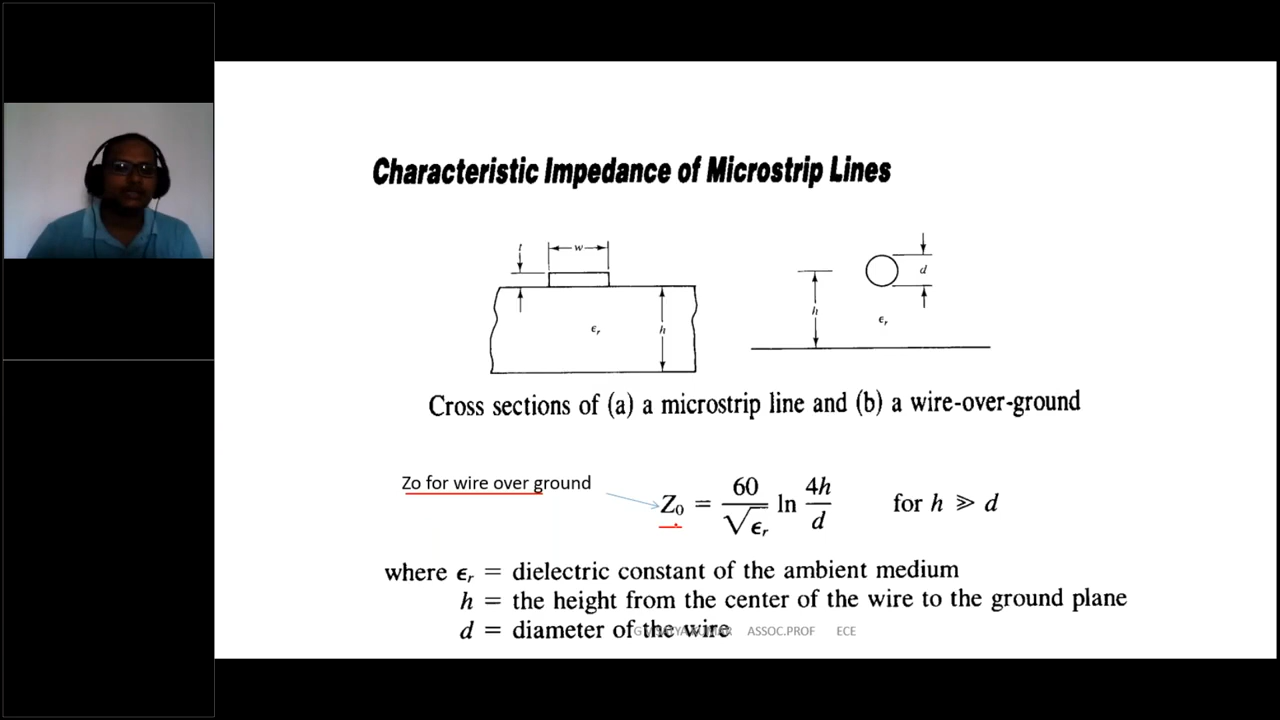 Characteristic Impedance of Microstrip Lines
t
w
d
h
εr
h
εr
Cross sections of (a) a microstrip line and (b) a wire-over-ground
Zo for wire over ground
Z0 = 60/√εr ln 4h/d for h ≫ d
where εr = dielectric constant of the ambient medium
h = the height from the center of the wire to the ground plane
d = diameter of the wire
ASSOC.PROF ECE